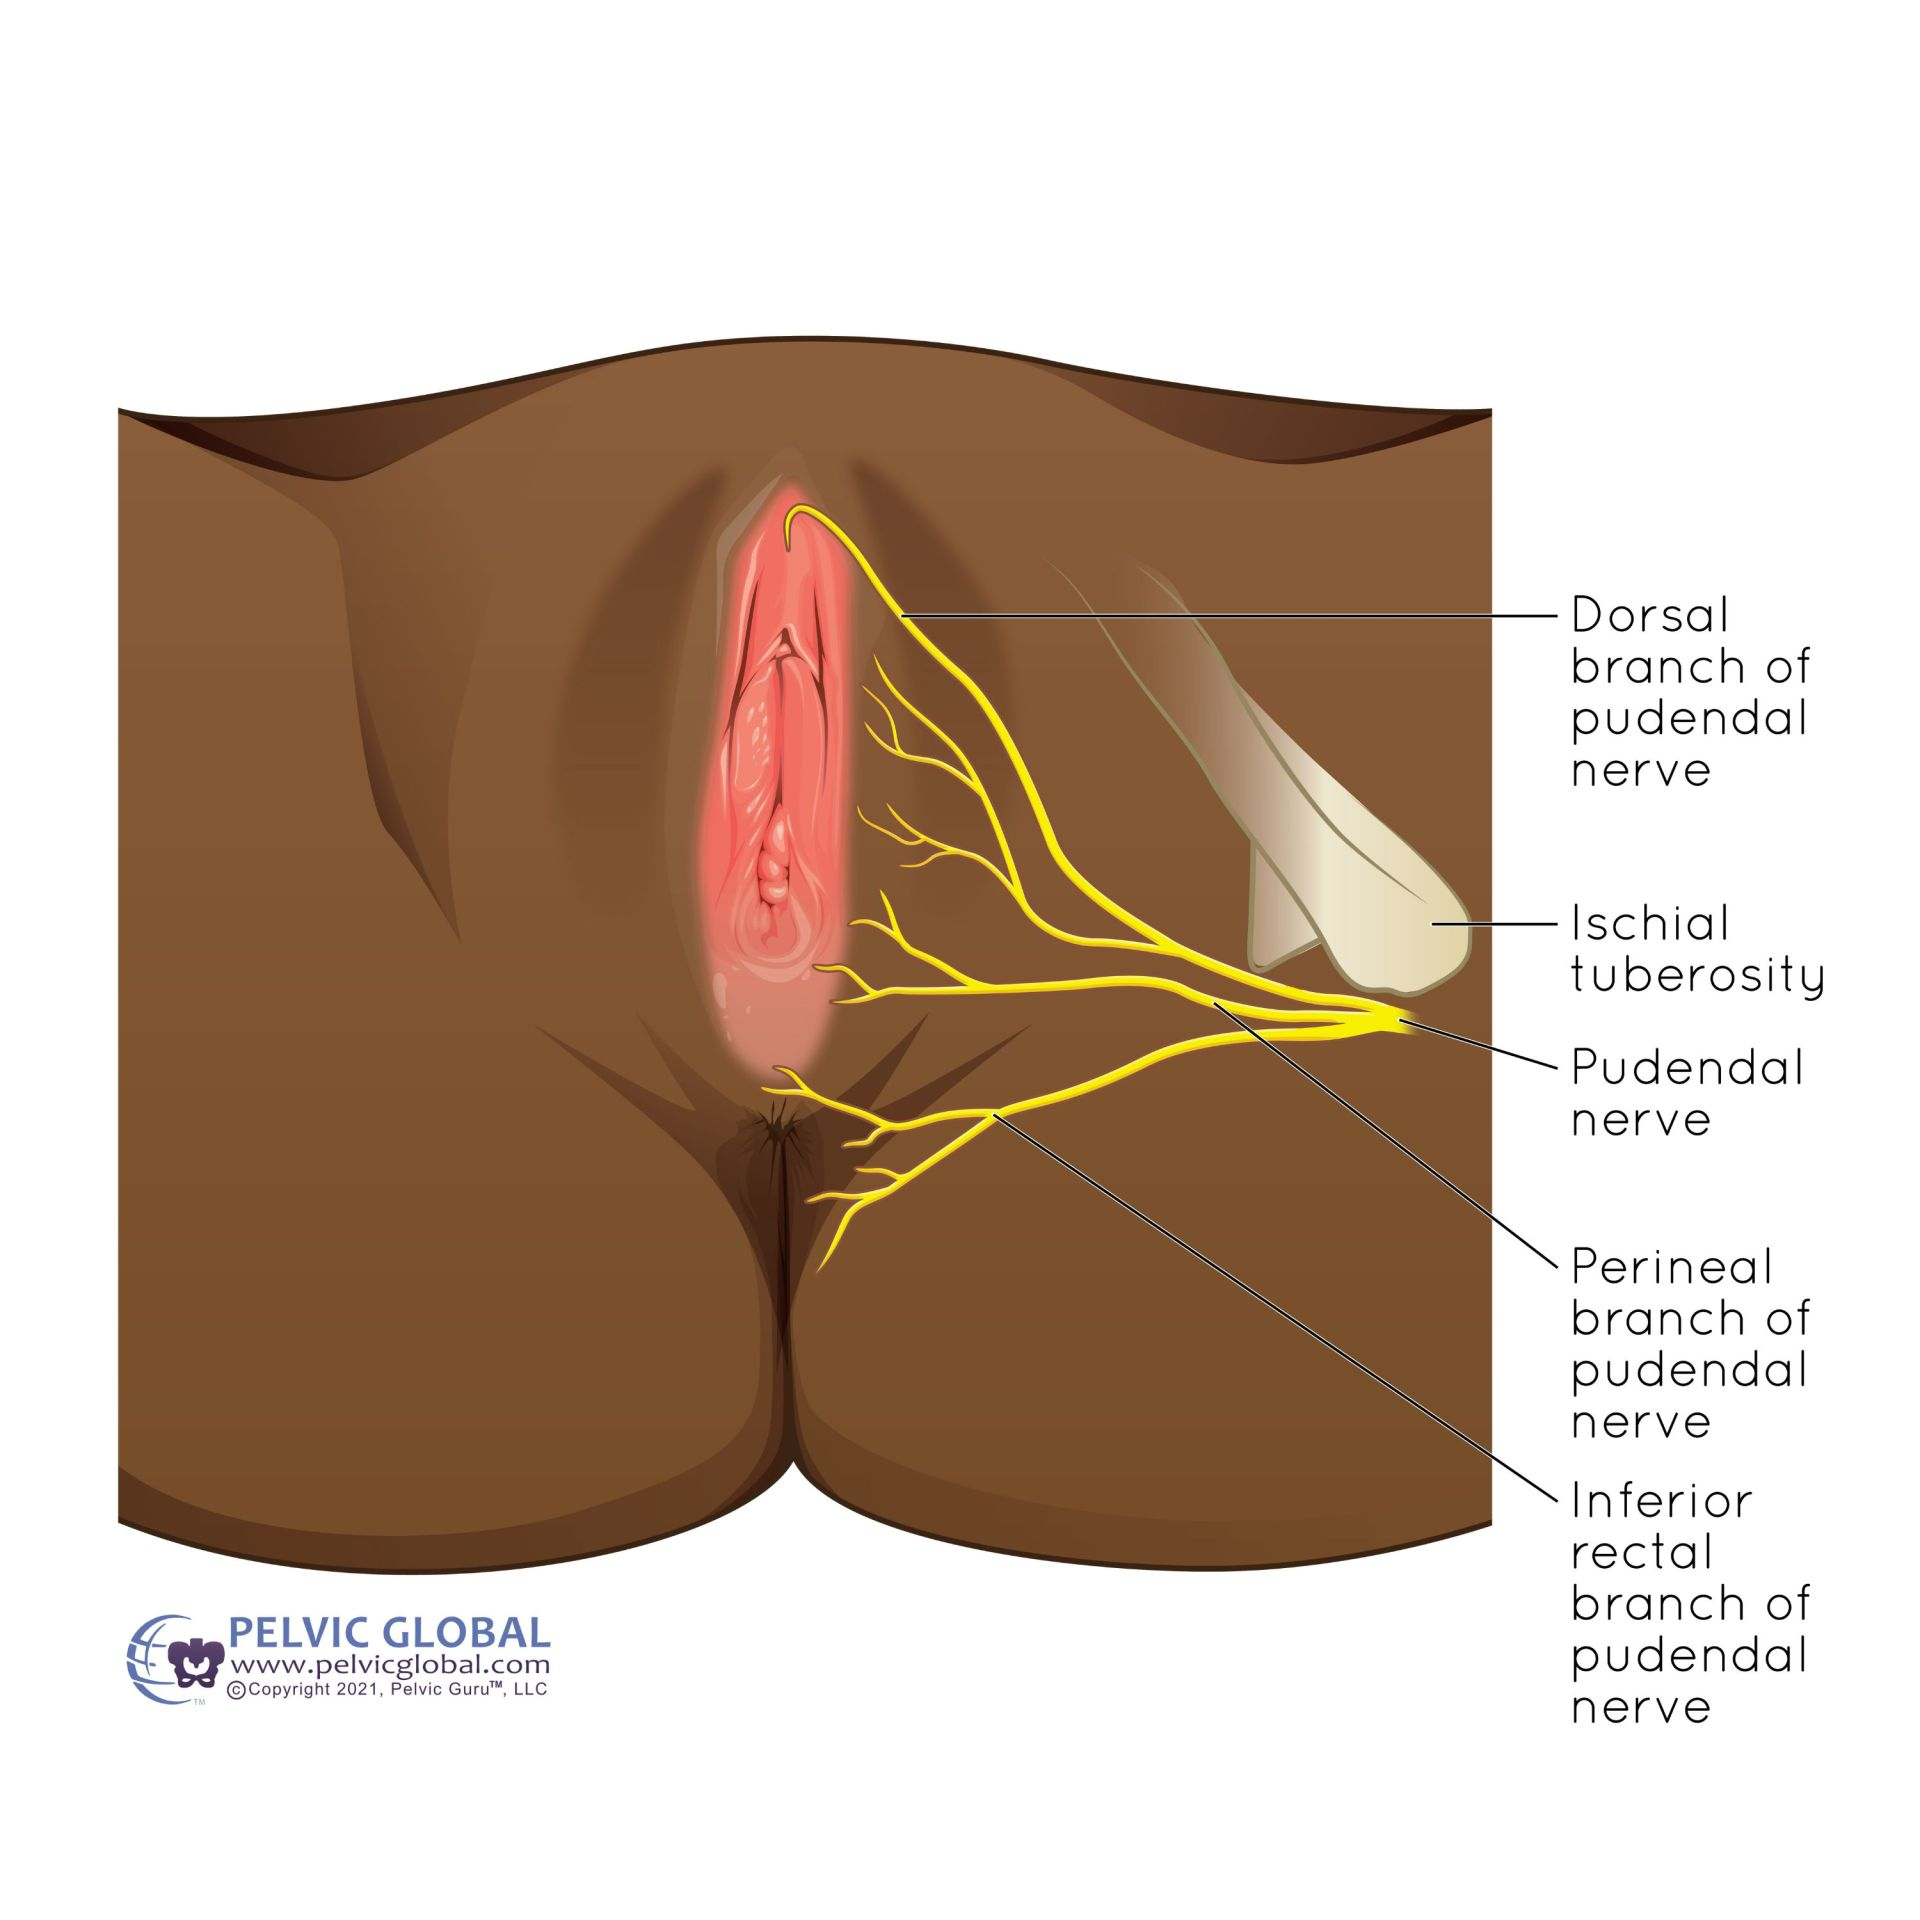 Dorsal
branch of
pudendal
nerve
Ischial
tuberosity
Pudendal
nerve
Perineal
branch of
pudendal
nerve
Inferior
rectal
branch of
pudendal
nerve
PELVIC GLOBAL
www.pelvicglobal.com
©Copyright 2021, Pelvic Guru™, LLC
TM